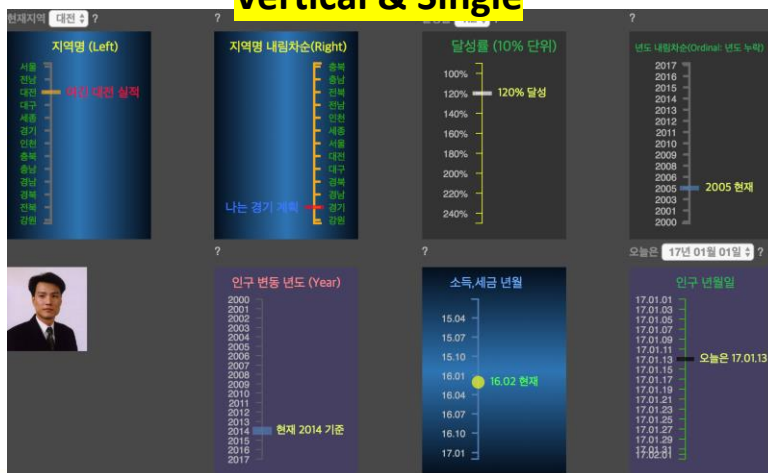 Vertical & Single
현재지역 대전 ?
?
?
지역명 (Left)
서울
전남
대전
대구
세종
경기
인천
충북
충남
경남
경북
전북
강원
여긴 대전 실적
지역명 내림차순(Right)
충북
충남
전북
전남
인천
세종
서울
대전
대구
경북
경남
경기
강원
나는 경기 계획
달성률 (10% 단위)
100%
120%
140%
160%
180%
200%
220%
240%
120% 달성
년도 내림차순(Ordinal: 년도 누락)
2017
2016
2015
2014
2013
2012
2011
2010
2009
2008
2006
2005
2003
2001
2000
2005 현재
?
?
오늘은 17년 01월 01일 ?
인구 변동 년도 (Year)
2000
2001
2002
2003
2004
2005
2006
2007
2008
2009
2010
2011
2012
2013
2014
2015
2016
2017
현재 2014 기준
소득,세금 년월
15.04
15.07
15.10
16.01
16.04
16.07
16.10
17.01
16.02 현재
인구 년월일
17.01.01
17.01.03
17.01.05
17.01.07
17.01.09
17.01.11
17.01.13
17.01.15
17.01.17
17.01.19
17.01.21
17.01.23
17.01.25
17.01.27
17.01.29
17.01.31
17.02.01
오늘은 17.01.13